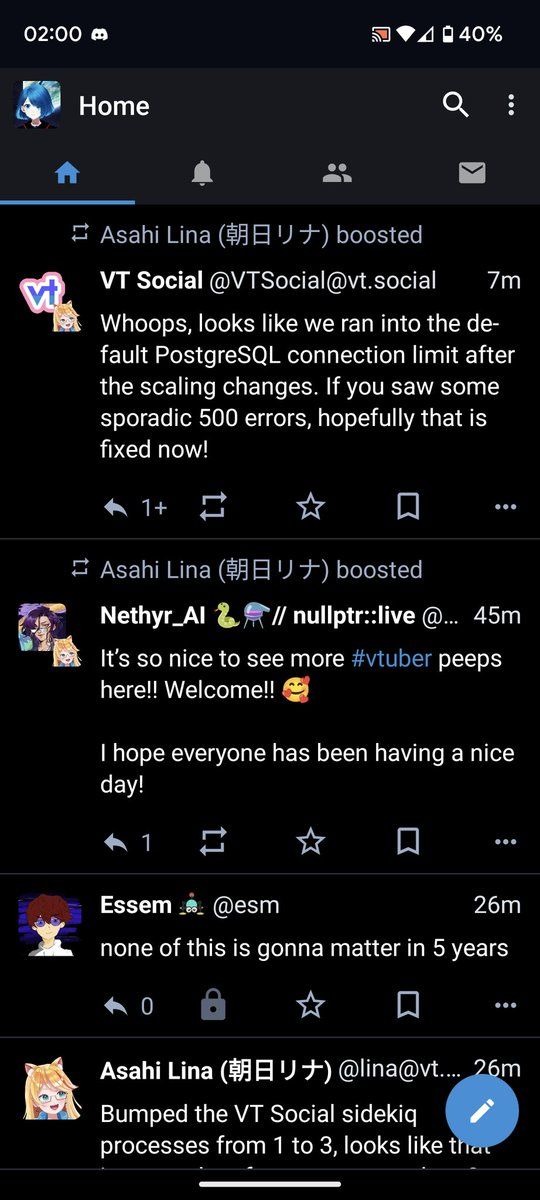 02:00
40%
Home
Asahi Lina (朝日リナ) boosted
VT Social @VTSocial@vt.social 7m
vt
Whoops, looks like we ran into the de-
fault PostgreSQL connection limit after
the scaling changes. If you saw some
sporadic 500 errors, hopefully that is
fixed now!
1+
Asahi Lina (朝日リナ) boosted
Nethyr_AI 🐍⚗️// nullptr::live @... 45m
It’s so nice to see more #vtuber peeps
here!! Welcome!! 🥰
I hope everyone has been having a nice
day!
1
Essem @esm 26m
none of this is gonna matter in 5 years
0
Asahi Lina (朝日リナ) @lina@vt.... 26m
Bumped the VT Social sidekiq
processes from 1 to 3, looks like that